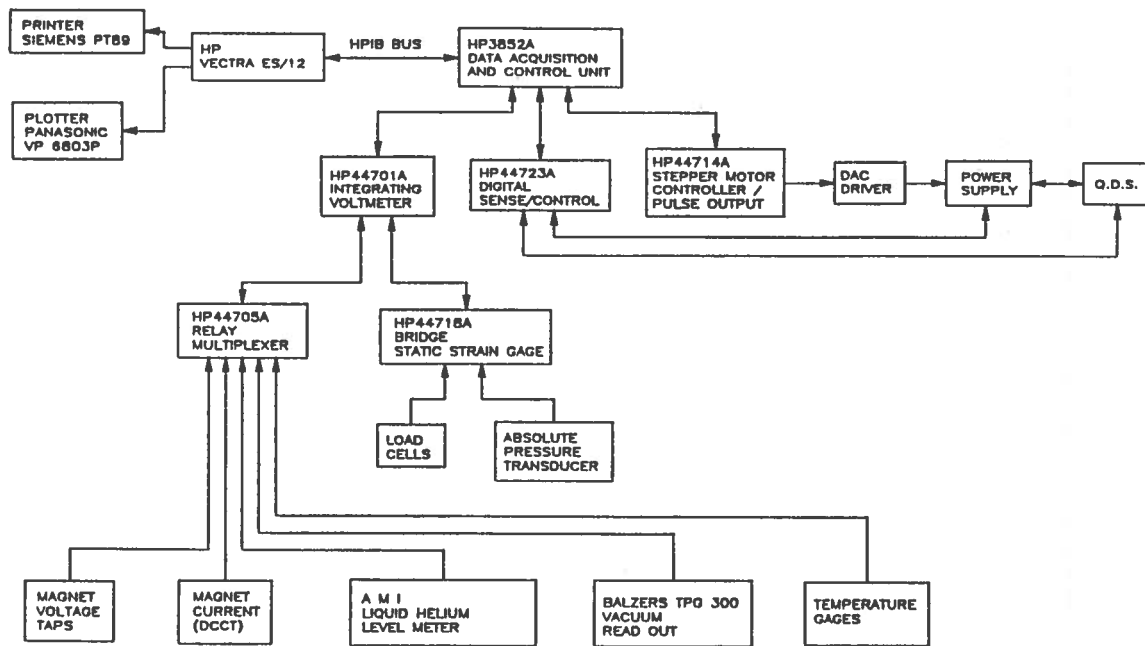 PRINTER
SIEMENS PT89
HP
VECTRA ES/12
HPIB BUS
HP3852A
DATA ACQUISITION
AND CONTROL UNIT
PLOTTER
PANASONIC
VP 6803P
HP44701A
INTEGRATING
VOLTMETER
HP44723A
DIGITAL
SENSE/CONTROL
HP44714A
STEPPER MOTOR
CONTROLLER /
PULSE OUTPUT
DAC
DRIVER
POWER
SUPPLY
Q.D.S.
HP44705A
RELAY
MULTIPLEXER
HP44718A
BRIDGE
STATIC STRAIN GAGE
LOAD
CELLS
ABSOLUTE
PRESSURE
TRANSDUCER
MAGNET
VOLTAGE
TAPS
MAGNET
CURRENT
(DCCT)
A M I
LIQUID HELIUM
LEVEL METER
BALZERS TPG 300
VACUUM
READ OUT
TEMPERATURE
GAGES